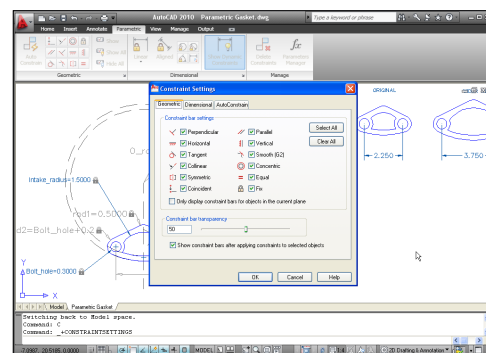 AutoCAD 2010 Parametric Gasket.dwg
Type a keyword or phrase
Home Insert Annotate Parametric View Manage Output
Auto Constrain
Linear Aligned
Delete Constraints
Parameters Manager
Geometric Dimensional Manage
Constraint Settings
Geometric Dimensional AutoConstrain
Constraint bar settings
Perpendicular Parallel Select All
Horizontal Vertical Clear All
Tangent Smooth (G2)
Collinear Concentric
Symmetric Equal
Coincident Fix
Only display constraint bars for objects in the current plane
Constraint bar transparency
50
Show constraint bars after applying constraints to selected objects
OK Cancel Help
ORIGINAL
2.250
3.750
Intake_radius=1.5000
rod1=0.5000
d2=Bolt_hole+0.2
Bolt_hole=0.3000
Y
X
Model Parametric Gasket
Switching back to Model space.
Command: C
Command: _+CONSTRAINTSETTINGS
MODEL
2D Drafting & Annotation